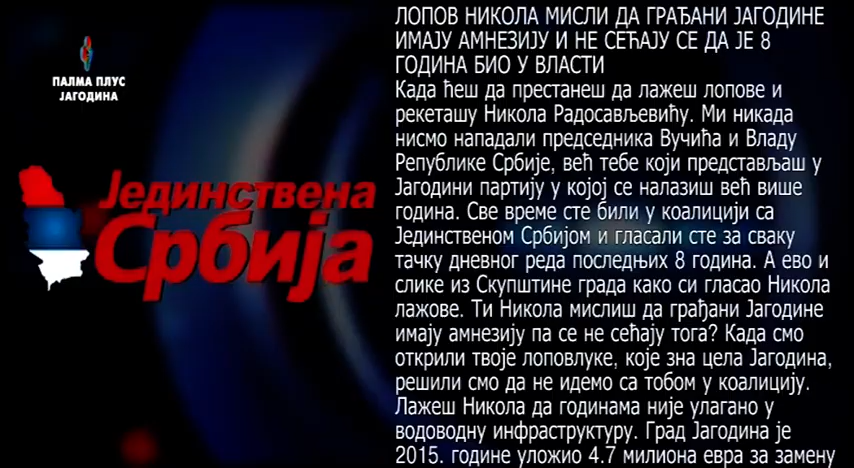 ПАЛМА ПЛУС
ЈАГОДИНА
Јединствена
Србија
ЛОПОВ НИКОЛА МИСЛИ ДА ГРАЂАНИ ЈАГОДИНЕ
ИМАЈУ АМНЕЗИЈУ И НЕ СЕЋАЈУ СЕ ДА ЈЕ 8
ГОДИНА БИО У ВЛАСТИ
Када ћеш да престанеш да лажеш лопове и
рекеташу Никола Радосављевићу. Ми никада
нисмо нападали председника Вучића и Владу
Републике Србије, већ тебе који представљаш у
Јагодини партију у којој се налазиш већ више
година. Све време сте били у коалицији са
Јединственом Србијом и гласали сте за сваку
тачку дневног реда последњих 8 година. А ево и
слике из Скупштине града како си гласао Никола
лажове. Ти Никола мислиш да грађани Јагодине
имају амнезију па се не сећају тога? Када смо
открили твоје лоповлуке, које зна цела Јагодина,
решили смо да не идемо са тобом у коалицију.
Лажеш Никола да годинама није улагано у
водоводну инфраструктуру. Град Јагодина је
2015. године уложио 4.7 милиона евра за замену